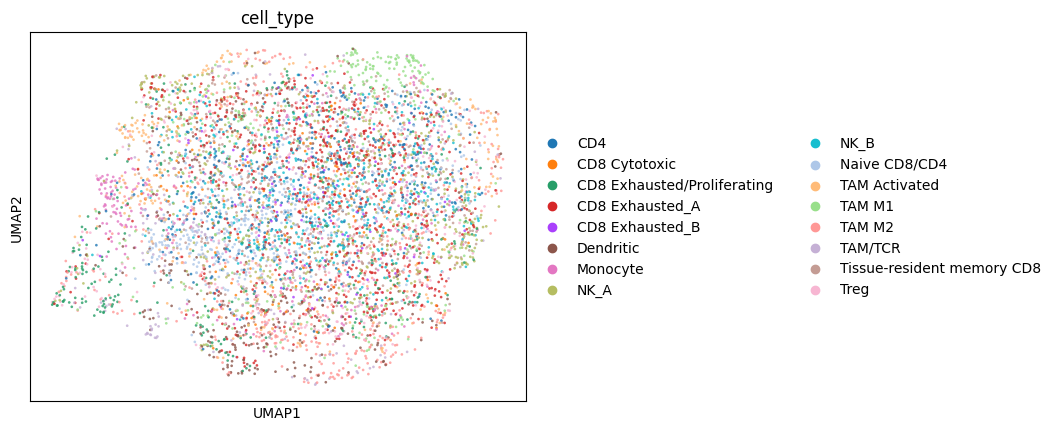 cell_type
UMAP2
UMAP1
CD4
CD8 Cytotoxic
CD8 Exhausted/Proliferating
CD8 Exhausted_A
CD8 Exhausted_B
Dendritic
Monocyte
NK_A
NK_B
Naive CD8/CD4
TAM Activated
TAM M1
TAM M2
TAM/TCR
Tissue-resident memory CD8
Treg